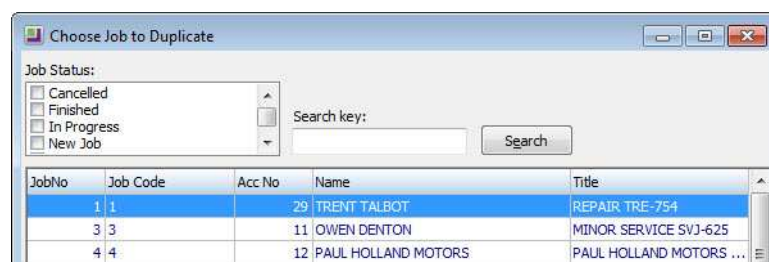 Choose Job to Duplicate
Job Status:
Cancelled
Finished
In Progress
New Job
Search key:
Search
JobNo Job Code Acc No Name Title
1 1 29 TRENT TALBOT REPAIR TRE-754
3 3 11 OWEN DENTON MINOR SERVICE SVJ-625
4 4 12 PAUL HOLLAND MOTORS PAUL HOLLAND MOTORS ...